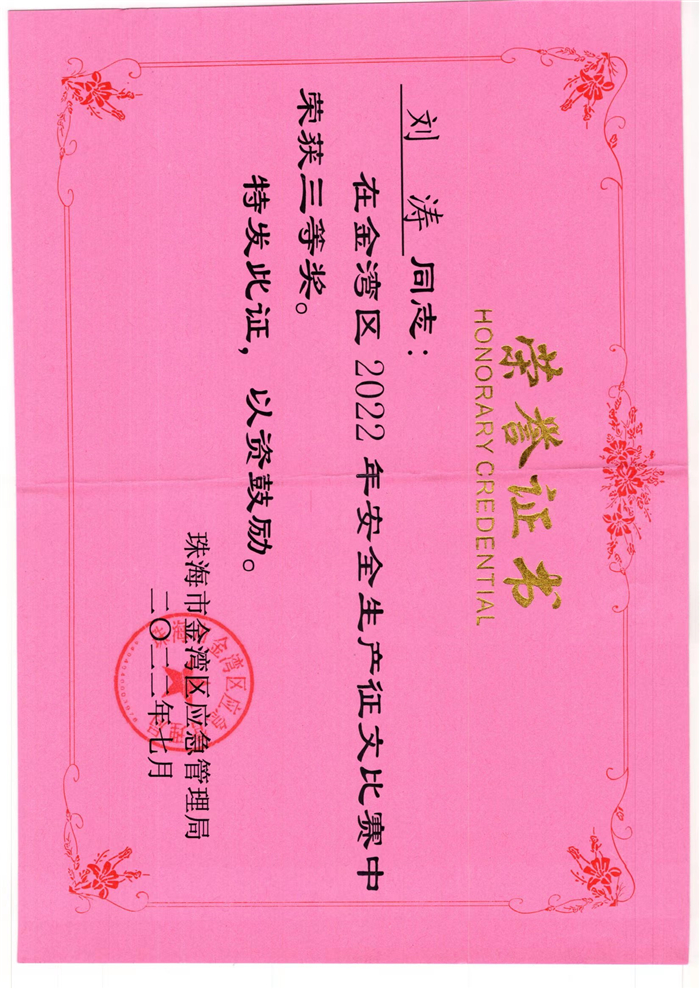 荣誉证书
HONORARY CREDENTIAL
刘涛 同志：
在金湾区2022年安全生产征文比赛中
荣获三等奖。
特发此证，以资鼓励。
珠海市金湾区应急管理局
二〇二二年七月